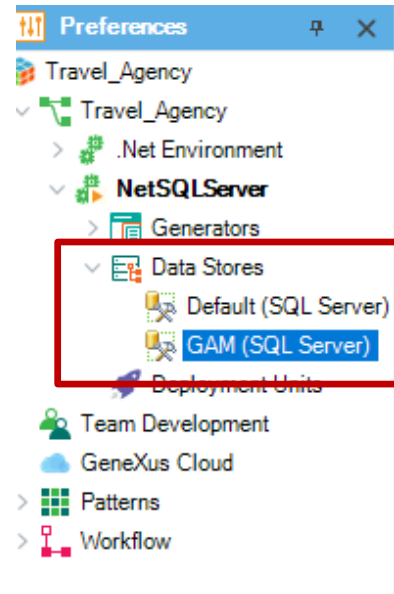 Preferences
Travel_Agency
Travel_Agency
.Net Environment
NetSQLServer
Generators
Data Stores
Default (SQL Server)
GAM (SQL Server)
Deployment Units
Team Development
GeneXus Cloud
Patterns
Workflow